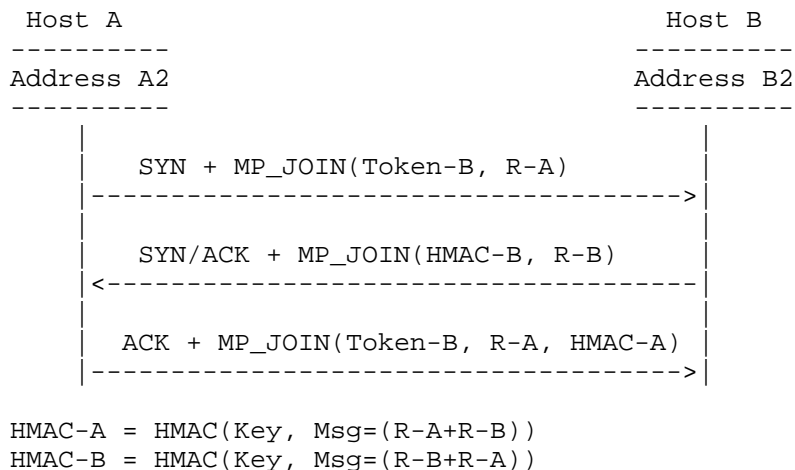 Host A                                  Host B
----------                             ----------
Address A2                             Address B2
----------                             ----------
SYN + MP_JOIN(Token-B, R-A)
------------------------------------->
SYN/ACK + MP_JOIN(HMAC-B, R-B)
<-------------------------------------
ACK + MP_JOIN(Token-B, R-A, HMAC-A)
------------------------------------->
HMAC-A = HMAC(Key, Msg=(R-A+R-B))
HMAC-B = HMAC(Key, Msg=(R-B+R-A))